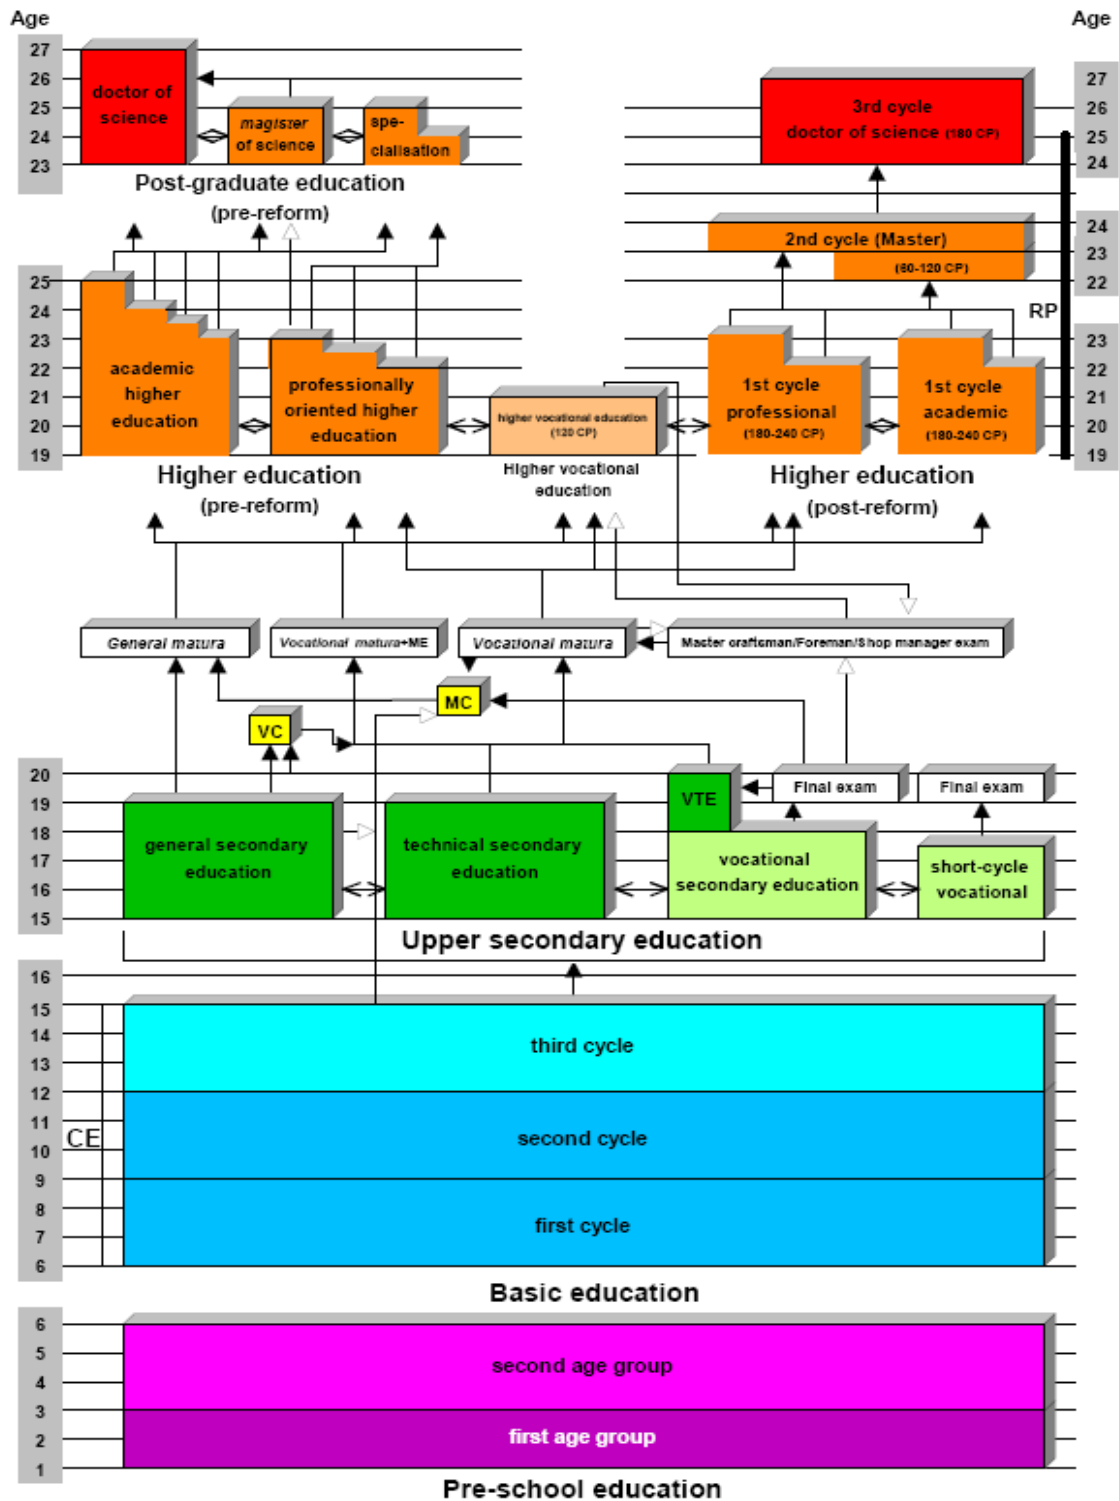 Age
Age
27
26
25
24
23
doctor of
science
magister
of science
spe-
cialisation
Post-graduate education
(pre-reform)
3rd cycle
doctor of science (180 CP)
27
26
25
24
2nd cycle (Master)
(60-120 CP)
24
23
22
RP
25
24
23
22
21
20
19
academic
higher
education
professionally
oriented higher
education
higher vocational education
(120 CP)
1st cycle
professional
(180-240 CP)
1st cycle
academic
(180-240 CP)
23
22
21
20
19
Higher education
(pre-reform)
Higher vocational
education
Higher education
(post-reform)
General matura
Vocational matura+ME
Vocational matura
Master craftsman/Foreman/Shop manager exam
MC
VC
20
19
18
17
16
15
general secondary
education
technical secondary
education
VTE
Final exam
Final exam
vocational
secondary education
short-cycle
vocational
Upper secondary education
16
15
14
13
12
11
10
9
8
7
6
CE
third cycle
second cycle
first cycle
Basic education
6
5
4
3
2
1
second age group
first age group
Pre-school education